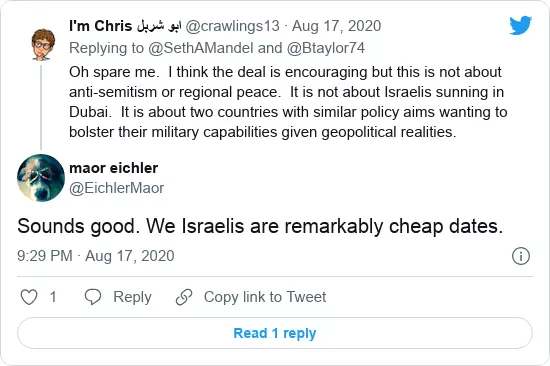 I'm Chris ابو شربل @crawlings13 · Aug 17, 2020
Replying to @SethAMandel and @Btaylor74
Oh spare me. I think the deal is encouraging but this is not about
anti-semitism or regional peace. It is not about Israelis sunning in
Dubai. It is about two countries with similar policy aims wanting to
bolster their military capabilities given geopolitical realities.
maor eichler
@EichlerMaor
Sounds good. We Israelis are remarkably cheap dates.
9:29 PM · Aug 17, 2020
1 Reply Copy link to Tweet
Read 1 reply